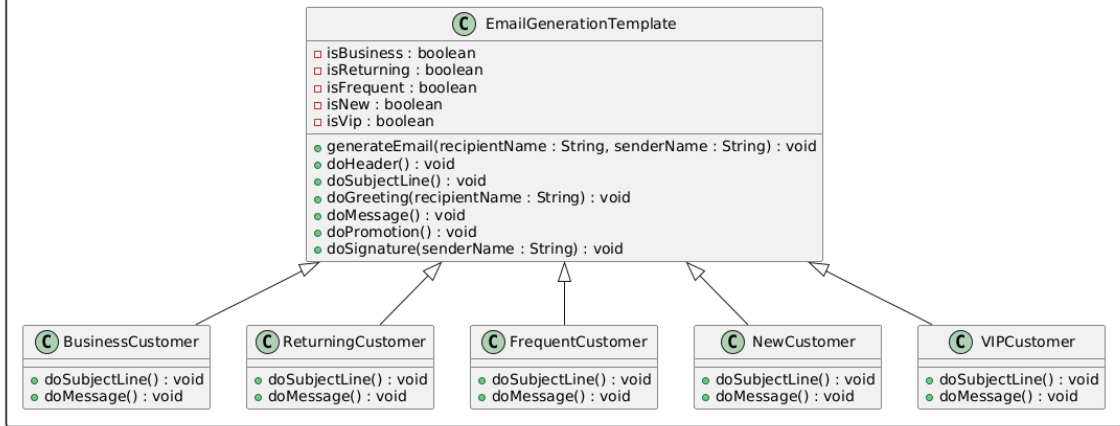 C EmailGenerationTemplate
isBusiness : boolean
isReturning : boolean
isFrequent : boolean
isNew : boolean
isVip : boolean
generateEmail(recipientName : String, senderName : String) : void
doHeader() : void
doSubjectLine() : void
doGreeting(recipientName : String) : void
doMessage() : void
doPromotion() : void
doSignature(senderName : String) : void
C BusinessCustomer
doSubjectLine() : void
doMessage() : void
C ReturningCustomer
doSubjectLine() : void
doMessage() : void
C FrequentCustomer
doSubjectLine() : void
doMessage() : void
C NewCustomer
doSubjectLine() : void
doMessage() : void
C VIPCustomer
doSubjectLine() : void
doMessage() : void